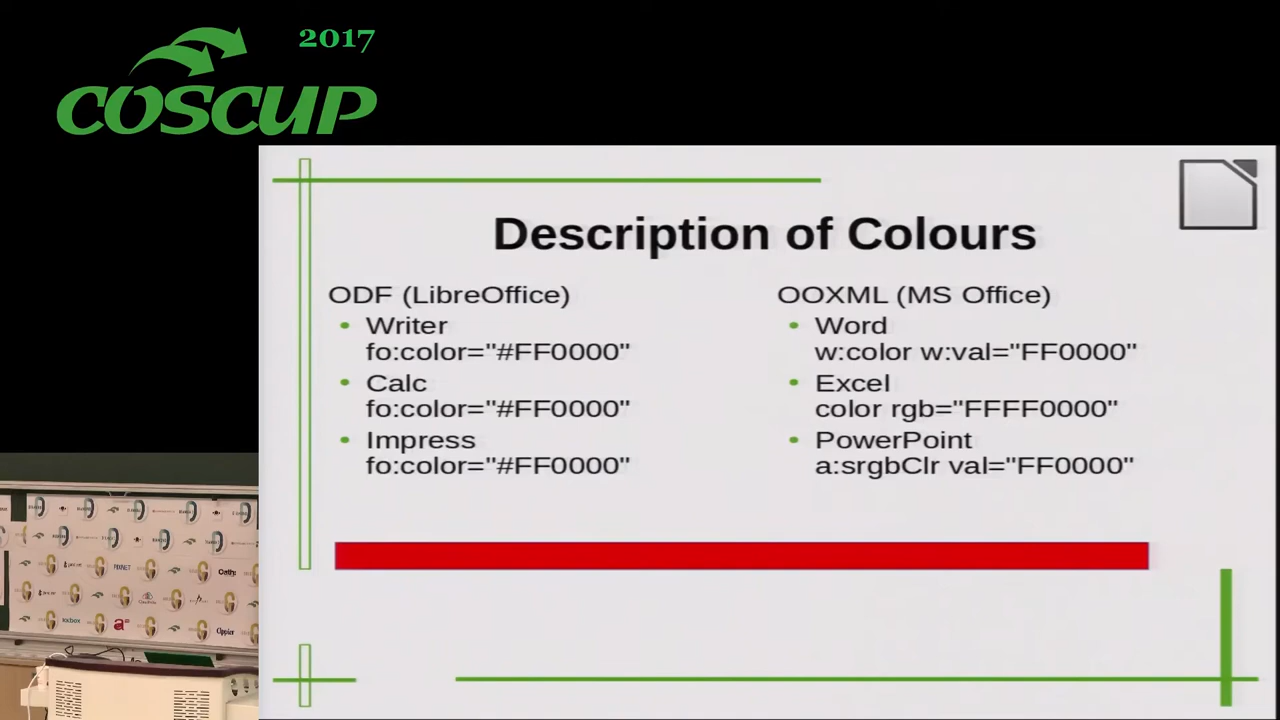 2017
COSCUP
Description of Colours
ODF (LibreOffice)
• Writer
fo:color="#FF0000"
• Calc
fo:color="#FF0000"
• Impress
fo:color="#FF0000"
OOXML (MS Office)
• Word
w:color w:val="FF0000"
• Excel
color rgb="FFFF0000"
• PowerPoint
a:srgbClr val="FF0000"
PIXNET